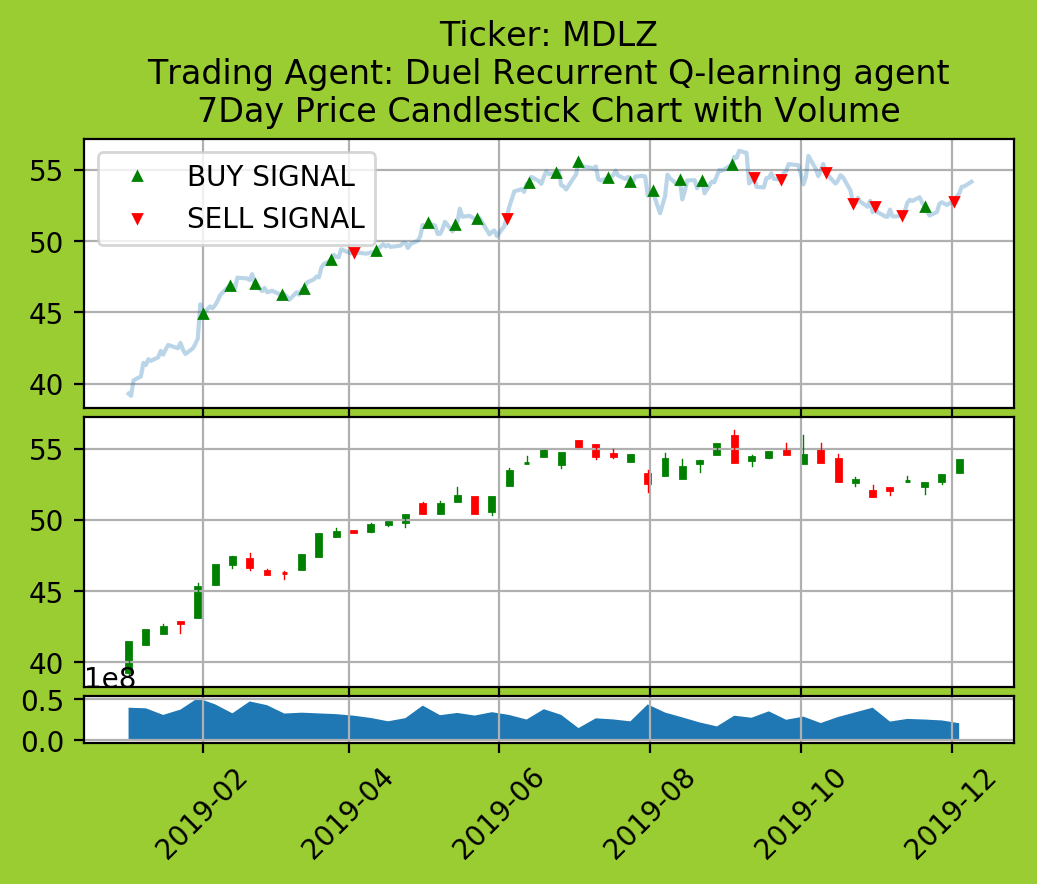 Ticker: MDLZ
Trading Agent: Duel Recurrent Q-learning agent
7Day Price Candlestick Chart with Volume
BUY SIGNAL
SELL SIGNAL
55
50
45
40
55
50
45
40
1e8
0.5
0.0
2019-02
2019-04
2019-06
2019-08
2019-10
2019-12